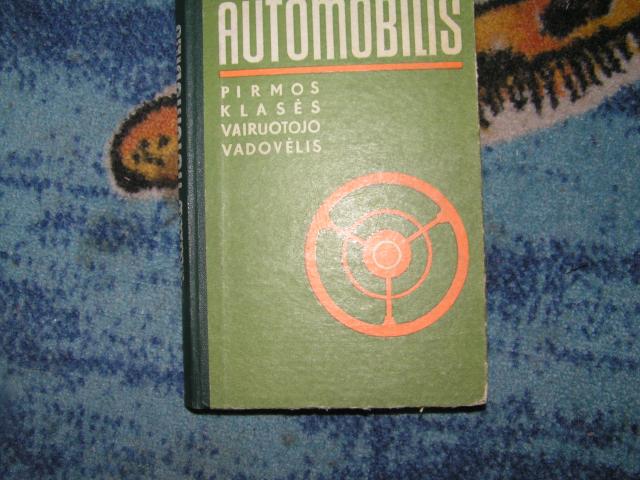 AUTOMOBILIS
PIRMOS
KLASĖS
VAIRUOTOJO
VADOVĖLIS